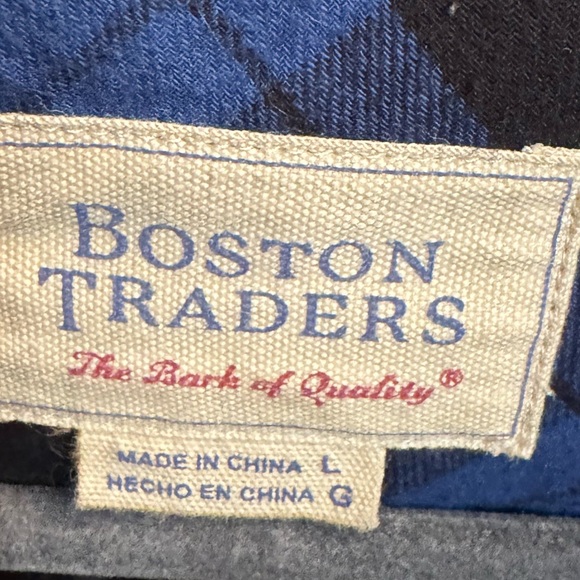 BOSTON
TRADERS
The Bark of Quality®
MADE IN CHINA L
HECHO EN CHINA G